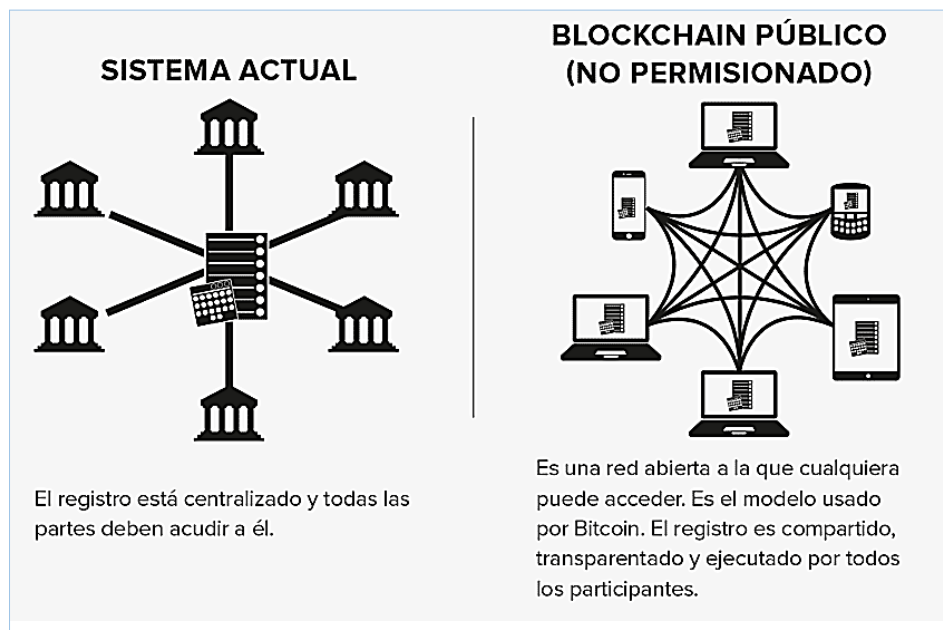 SISTEMA ACTUAL
El registro está centralizado y todas las
partes deben acudir a él.
BLOCKCHAIN PÚBLICO
(NO PERMISIONADO)
Es una red abierta a la que cualquiera
puede acceder. Es el modelo usado
por Bitcoin. El registro es compartido,
transparentado y ejecutado por todos
los participantes.